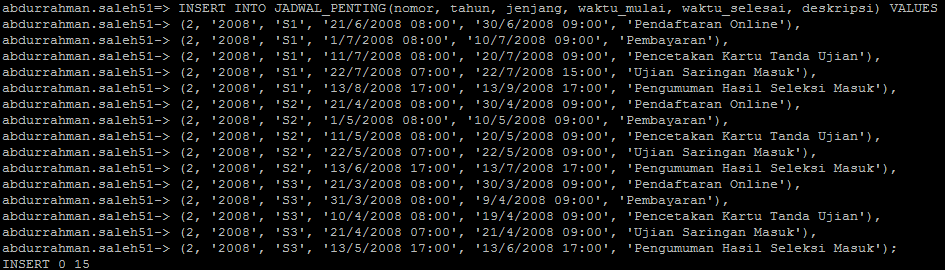 abdurrahman.saleh51=> INSERT INTO JADWAL_PENTING(nomor, tahun, jenjang, waktu_mulai, waktu_selesai, deskripsi) VALUES
abdurrahman.saleh51-> (2, '2008', 'S1', '21/6/2008 08:00', '30/6/2008 09:00','Pendaftaran Online'),
abdurrahman.saleh51-> (2, '2008', 'S1', '1/7/2008 08:00', '10/7/2008 09:00', 'Pembayaran'),
abdurrahman.saleh51-> (2, '2008', 'S1', '11/7/2008 08:00', '20/7/2008 09:00', 'Pencetakan Kartu Tanda Ujian'),
abdurrahman.saleh51-> (2, '2008', 'S1', '22/7/2008 07:00', '22/7/2008 15:00', 'Ujian Saringan Masuk'),
abdurrahman.saleh51-> (2, '2008', 'S1', '13/8/2008 17:00', '13/9/2008 17:00', 'Pengumuman Hasil Seleksi Masuk'),
abdurrahman.saleh51-> (2, '2008', 'S2', '21/4/2008 08:00', '30/4/2008 09:00', 'Pendaftaran Online'),
abdurrahman.saleh51-> (2, '2008', 'S2', '1/5/2008 08:00', '10/5/2008 09:00', 'Pembayaran'),
abdurrahman.saleh51-> (2, '2008', 'S2', '11/5/2008 08:00', '20/5/2008 09:00', 'Pencetakan Kartu Tanda Ujian'),
abdurrahman.saleh51-> (2, '2008', 'S2', '22/5/2008 07:00', '22/5/2008 09:00', 'Ujian Saringan Masuk'),
abdurrahman.saleh51-> (2, '2008', 'S2', '13/6/2008 17:00', '13/7/2008 17:00', 'Pengumuman Hasil Seleksi Masuk'),
abdurrahman.saleh51-> (2, '2008', 'S3', '21/3/2008 08:00', '30/3/2008 09:00', 'Pendaftaran Online'),
abdurrahman.saleh51-> (2, '2008', 'S3', '31/3/2008 08:00', '9/4/2008 09:00', 'Pembayaran'),
abdurrahman.saleh51-> (2, '2008', 'S3', '10/4/2008 08:00', '19/4/2008 09:00', 'Pencetakan Kartu Tanda Ujian'),
abdurrahman.saleh51-> (2, '2008', 'S3', '21/4/2008 07:00', '21/4/2008 09:00', 'Ujian Saringan Masuk'),
abdurrahman.saleh51-> (2, '2008', 'S3', '13/5/2008 17:00', '13/6/2008 17:00', 'Pengumuman Hasil Seleksi Masuk');
INSERT 0 15